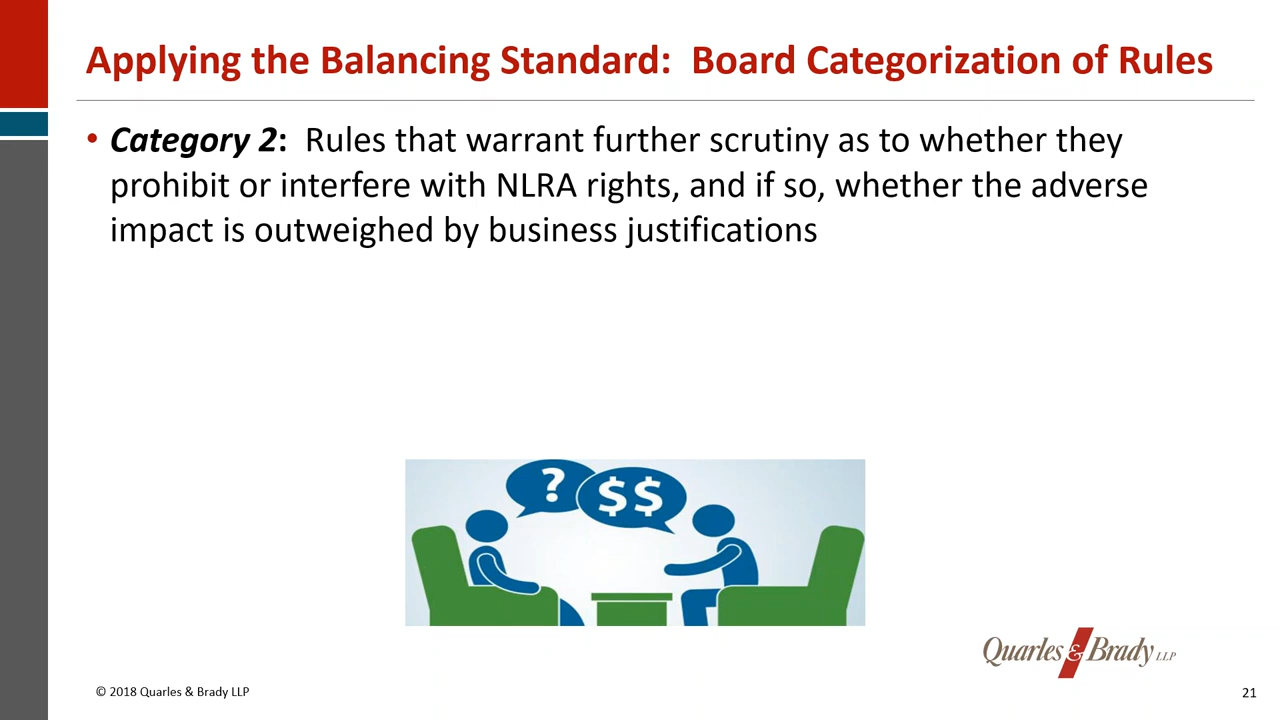 Applying the Balancing Standard:  Board Categorization of Rules
• Category 2:  Rules that warrant further scrutiny as to whether they
prohibit or interfere with NLRA rights, and if so, whether the adverse
impact is outweighed by business justifications
? $$
Quarles & Brady LLP
© 2018 Quarles & Brady LLP
21